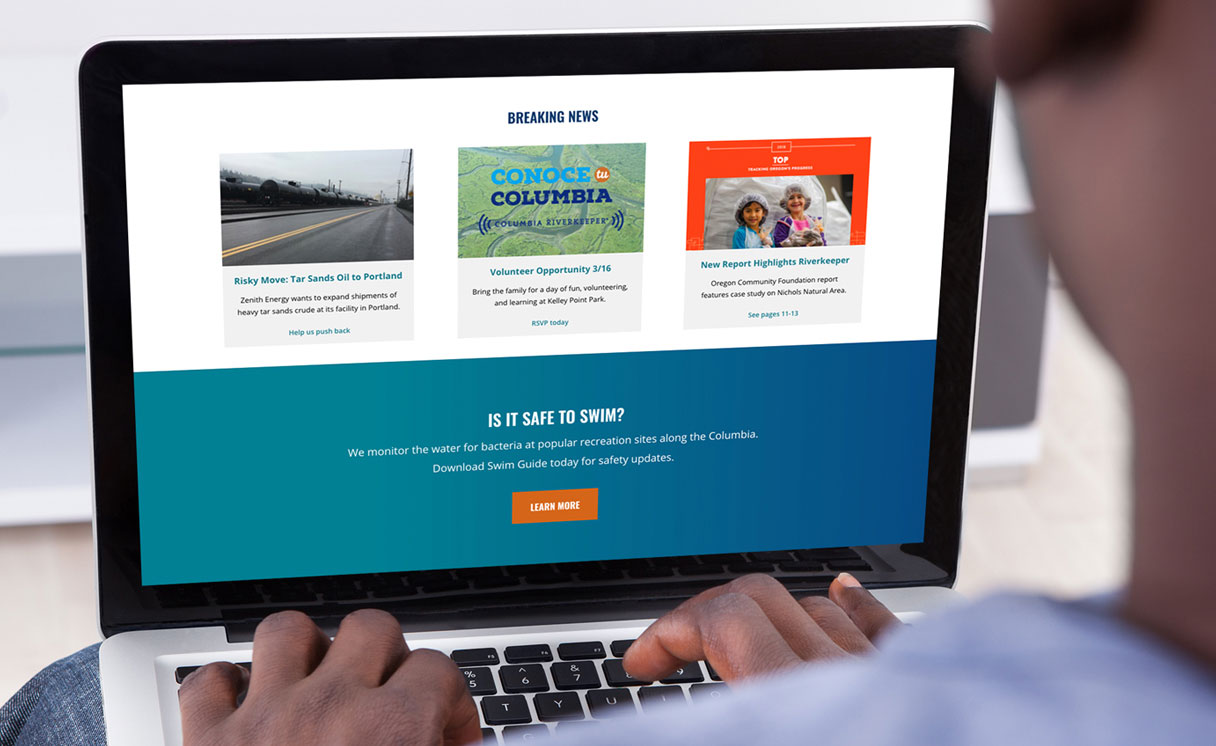 BREAKING NEWS
CONOCE tu
COLUMBIA
COLUMBIA RIVERKEEPER®
TOP
TRACKING OREGON'S PROGRESS
Risky Move: Tar Sands Oil to Portland
Zenith Energy wants to expand shipments of
heavy tar sands crude at its facility in Portland.
Help us push back
Volunteer Opportunity 3/16
Bring the family for a day of fun, volunteering,
and learning at Kelley Point Park.
RSVP today
New Report Highlights Riverkeeper
Oregon Community Foundation report
features case study on Nichols Natural Area.
See pages 11-13
IS IT SAFE TO SWIM?
We monitor the water for bacteria at popular recreation sites along the Columbia.
Download Swim Guide today for safety updates.
LEARN MORE
% 5
^ 6
& 7
8
9
T
Y
U
I